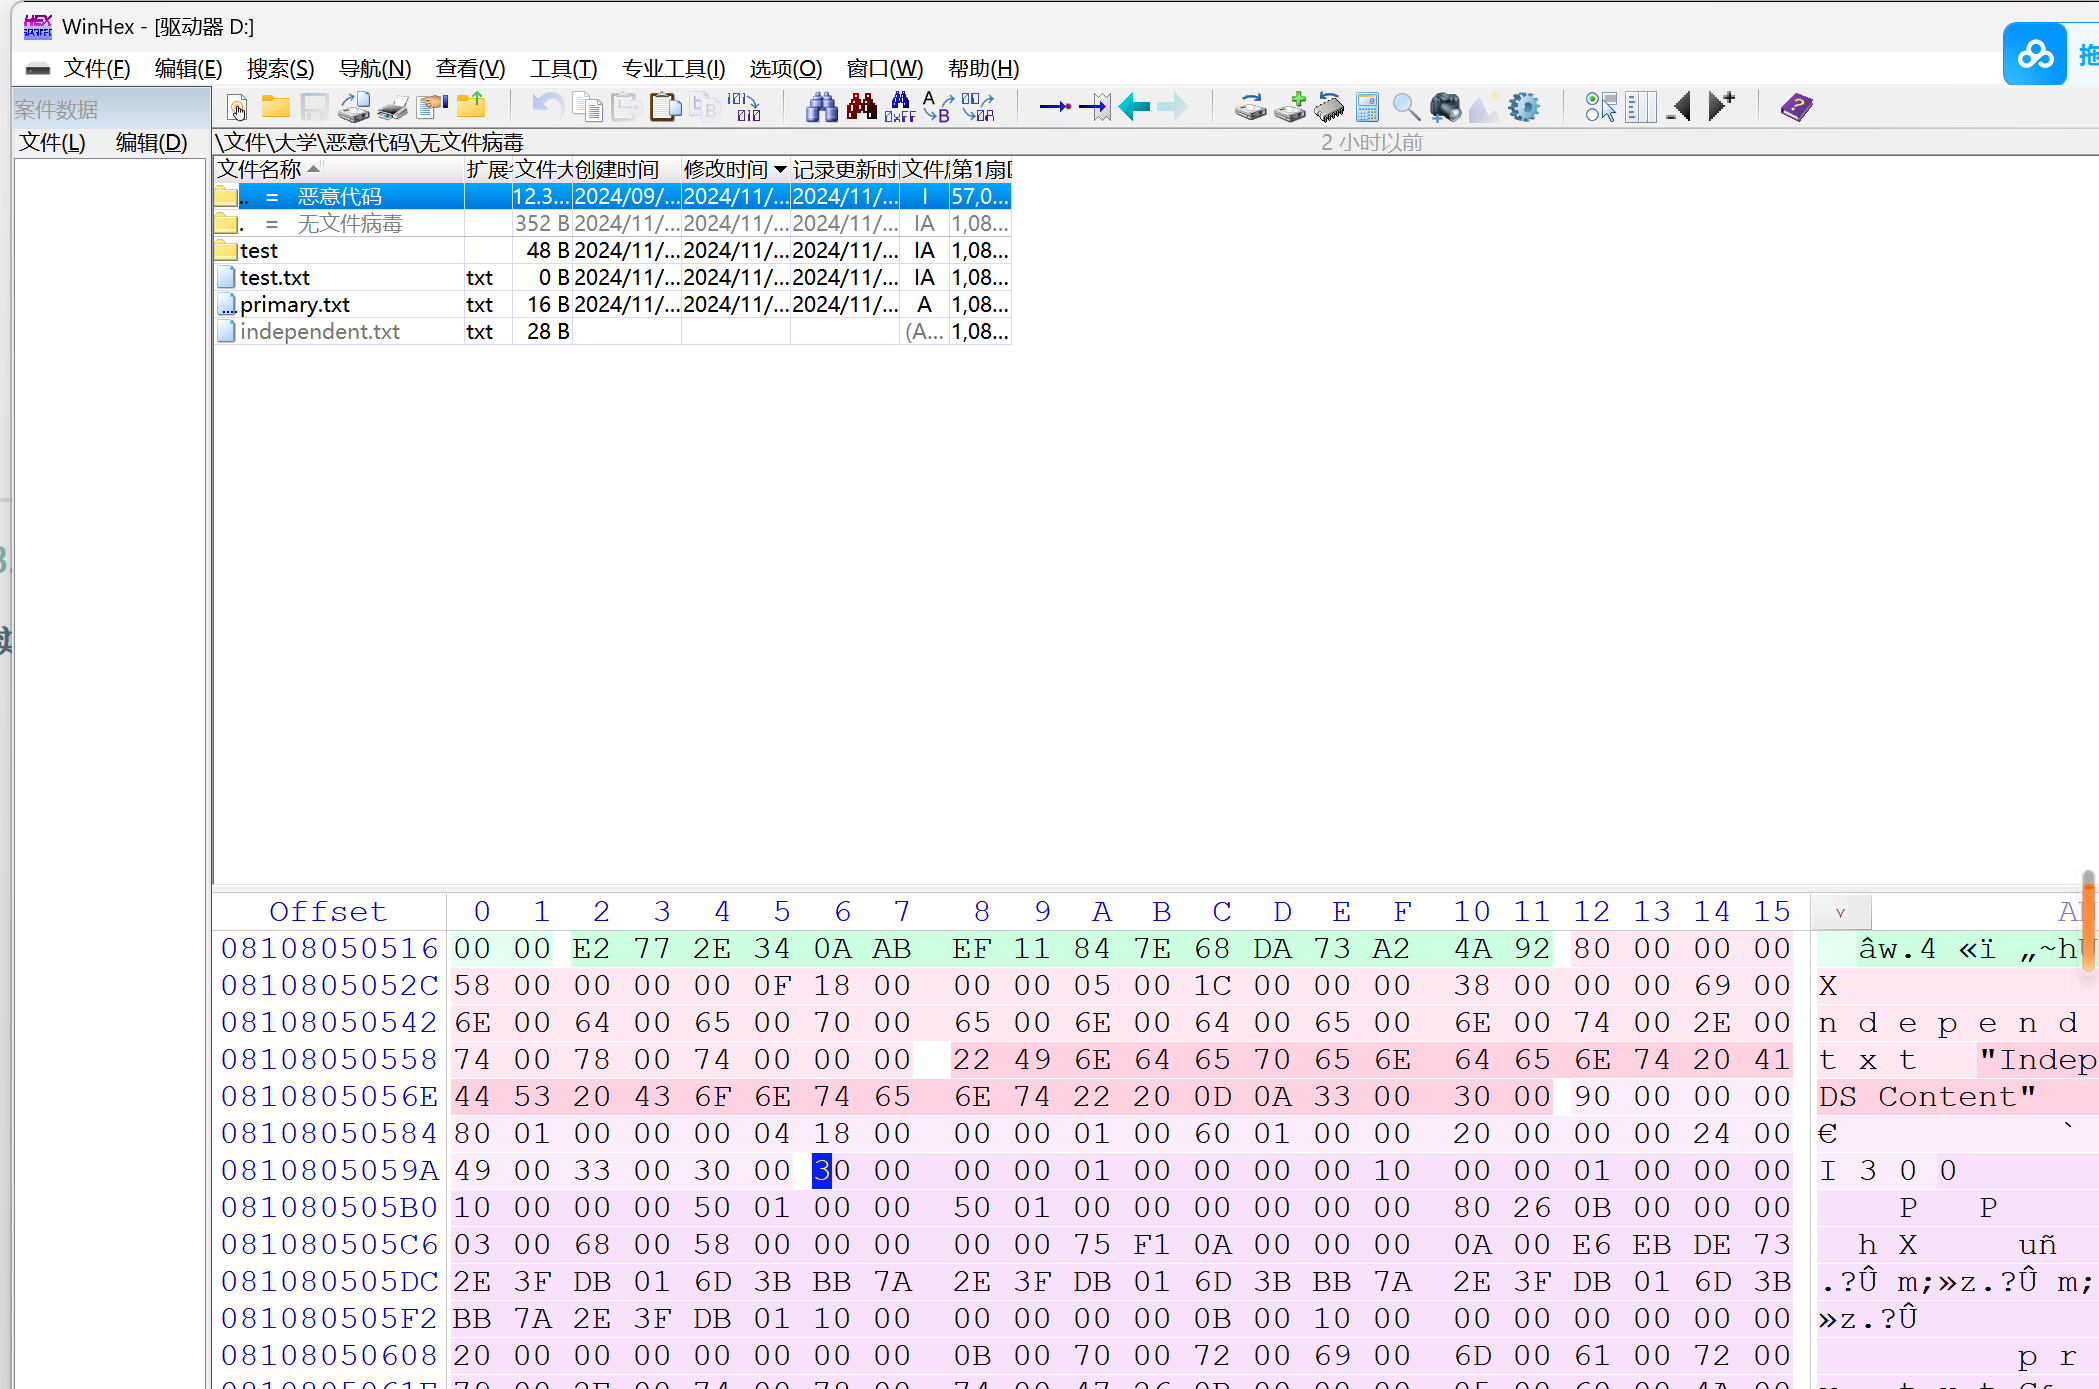 WinHex - [驱动器 D:]
文件(F) 编辑(E) 搜索(S) 导航(N) 查看(V) 工具(T) 专业工具(I) 选项(O) 窗口(W) 帮助(H)
案件数据
文件(L) 编辑(D)
\文件\大学\恶意代码\无文件病毒 2 小时以前
文件名称 扩展 文件大 创建时间 修改时间 记录更新时 文件 第1扇
.. = 恶意代码 12.3... 2024/09/... 2024/11/... 2024/11/... I 57,0...
. = 无文件病毒 352 B 2024/11/... 2024/11/... 2024/11/... IA 1,08...
test 48 B 2024/11/... 2024/11/... 2024/11/... IA 1,08...
test.txt txt 0 B 2024/11/... 2024/11/... 2024/11/... IA 1,08...
primary.txt txt 16 B 2024/11/... 2024/11/... 2024/11/... A 1,08...
independent.txt txt 28 B (A... 1,08...
Offset 0 1 2 3 4 5 6 7 8 9 A B C D E F 10 11 12 13 14 15
08108050516 00 00 E2 77 2E 34 0A AB EF 11 84 7E 68 DA 73 A2 4A 92 80 00 00 00 âw.4 «ï „~hÚ
0810805052C 58 00 00 00 00 0F 18 00 00 00 05 00 1C 00 00 00 38 00 00 00 69 00 X
08108050542 6E 00 64 00 65 00 70 00 65 00 6E 00 64 00 65 00 6E 00 74 00 2E 00 n d e p e n d
08108050558 74 00 78 00 74 00 00 00 22 49 6E 64 65 70 65 6E 64 65 6E 74 20 41 t x t "Indep
0810805056E 44 53 20 43 6F 6E 74 65 6E 74 22 20 0D 0A 33 00 30 00 90 00 00 00 DS Content"
08108050584 80 01 00 00 00 04 18 00 00 00 01 00 60 01 00 00 20 00 00 00 24 00 € `
0810805059A 49 00 33 00 30 00 30 00 00 00 01 00 00 00 00 10 00 00 01 00 00 00 I 3 0 0
081080505B0 10 00 00 00 50 01 00 00 50 01 00 00 00 00 00 00 80 26 0B 00 00 00 P P
081080505C6 03 00 68 00 58 00 00 00 00 00 75 F1 0A 00 00 00 0A 00 E6 EB DE 73 h X uñ
081080505DC 2E 3F DB 01 6D 3B BB 7A 2E 3F DB 01 6D 3B BB 7A 2E 3F DB 01 6D 3B .?Û m;»z.?Û m;
081080505F2 BB 7A 2E 3F DB 01 10 00 00 00 00 00 0B 00 10 00 00 00 00 00 00 00 »z.?Û
08108050608 20 00 00 00 00 00 00 00 0B 00 70 00 72 00 69 00 6D 00 61 00 72 00 p r